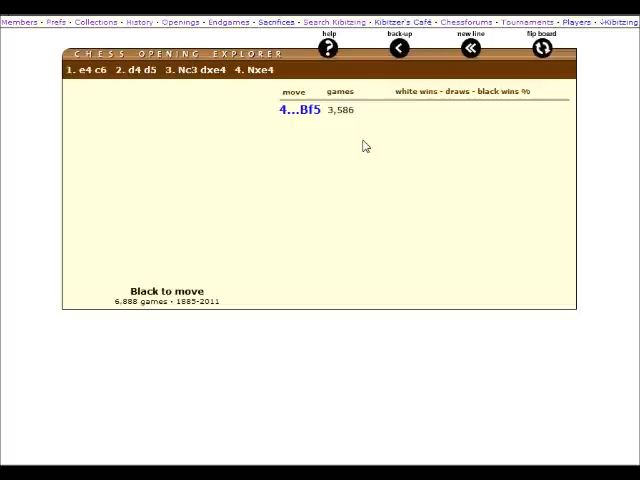 Members · Prefs · Collections · History · Openings · Endgames · Sacrifices · Search Kibitzing · Kibitzer's Café · Chessforums · Tournaments · Players · ↓Kibitzing
help back-up new line flip board
CHESS OPENING EXPLORER
1. e4 c6 2. d4 d5 3. Nc3 dxe4 4. Nxe4
move games white wins - draws - black wins %
4...Bf5 3,586
Black to move
6,888 games · 1885-2011